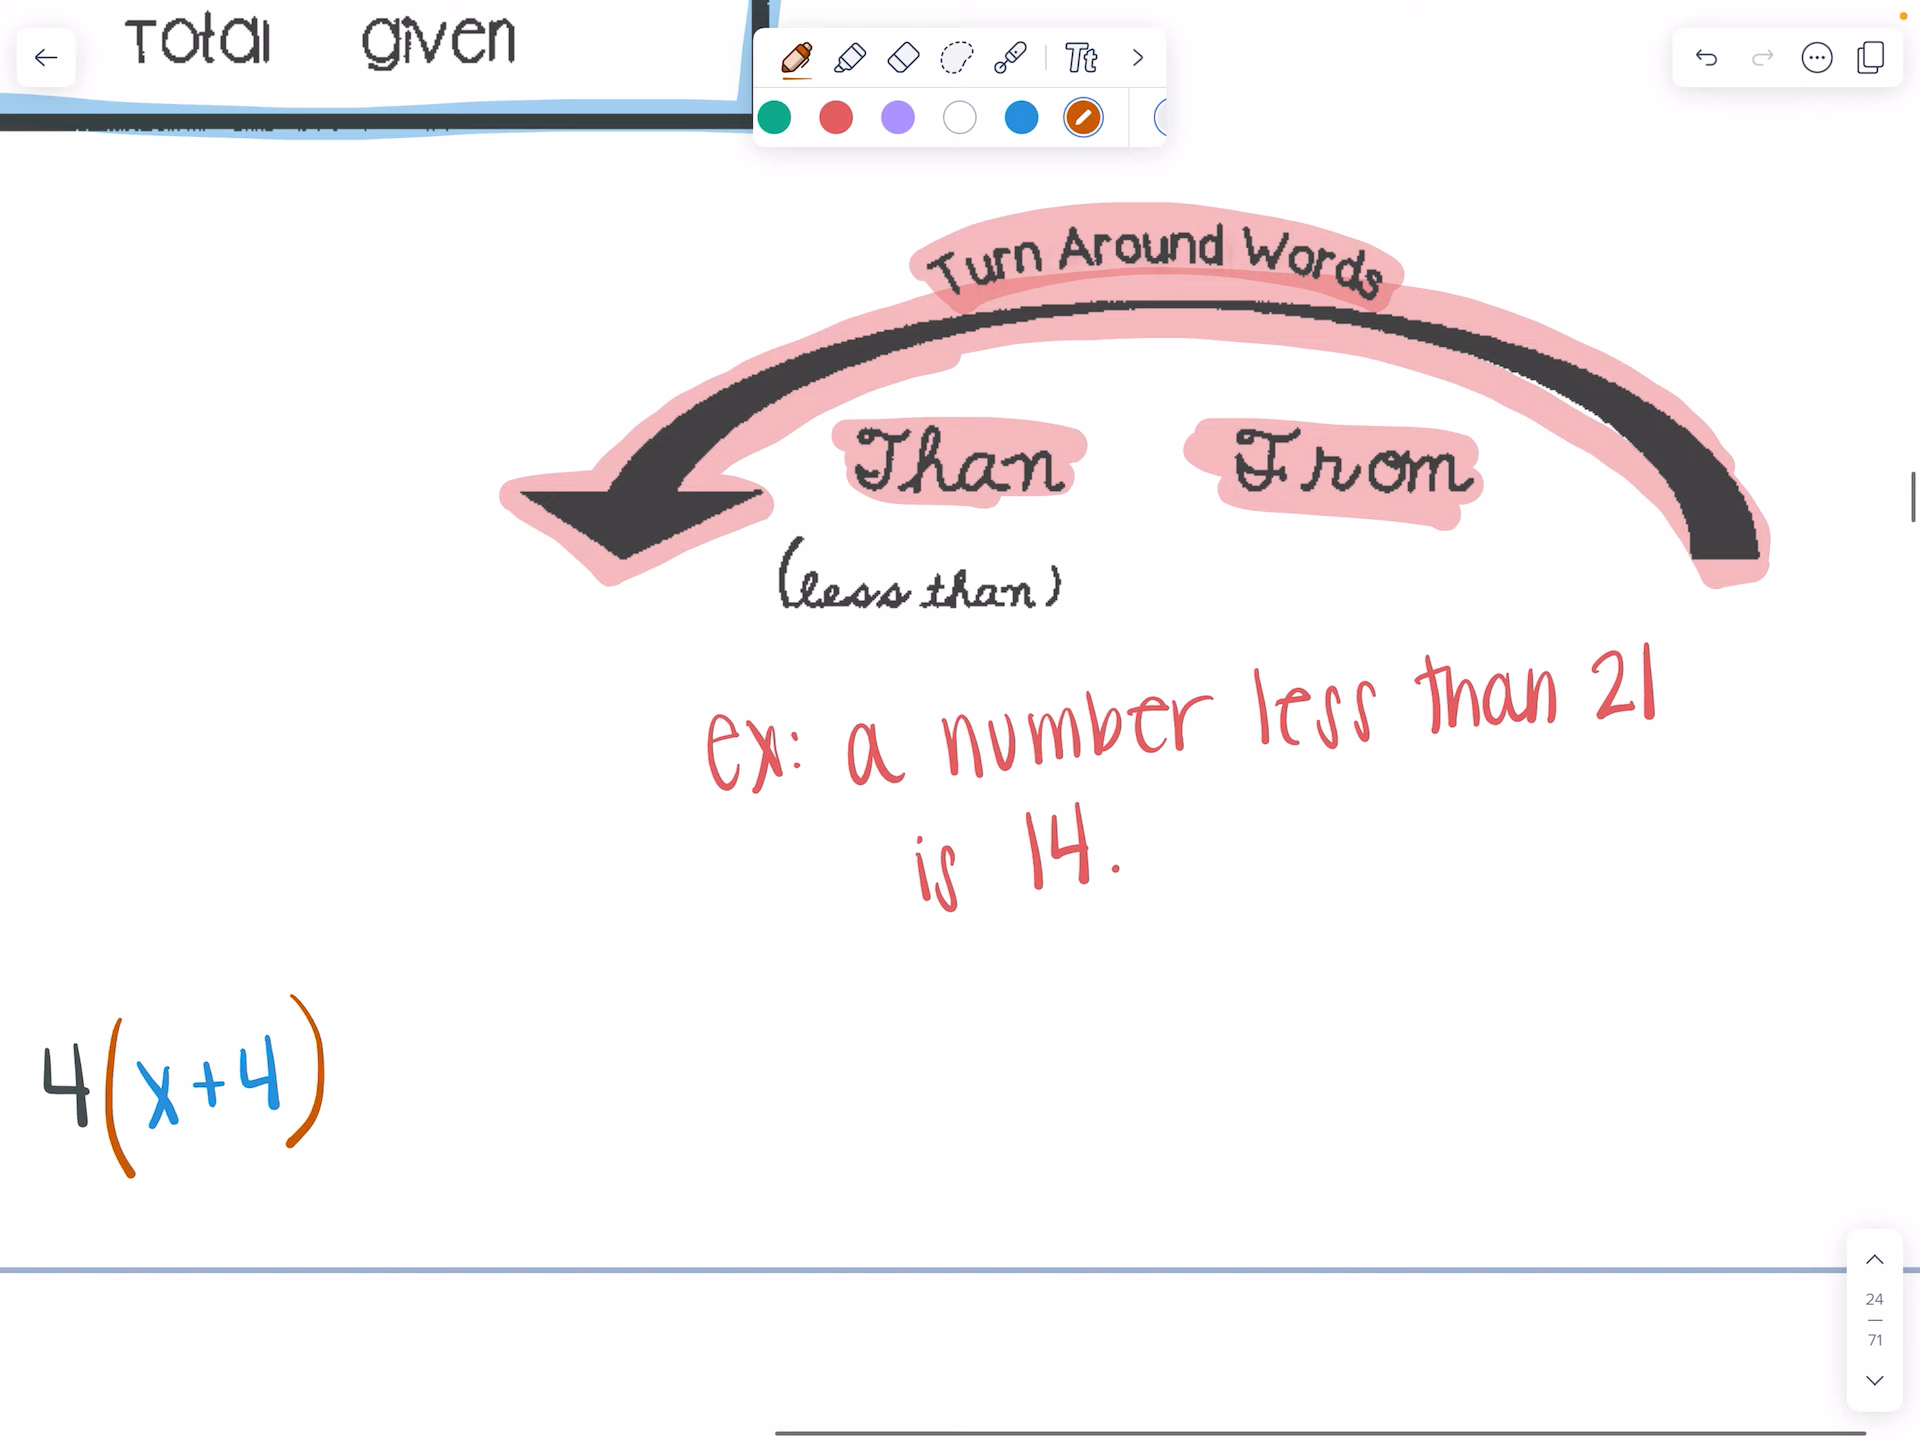 Total given
Tt
Turn Around Words
Than From
(less than)
ex: a number less than 21
is 14.
4(x+4)
24
71